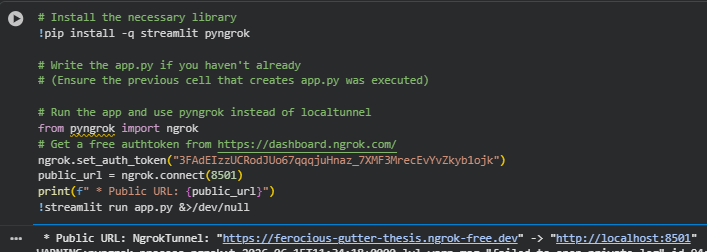 # Install the necessary library
!pip install -q streamlit pyngrok
# Write the app.py if you haven't already
# (Ensure the previous cell that creates app.py was executed)
# Run the app and use pyngrok instead of localtunnel
from pyngrok import ngrok
# Get a free authtoken from https://dashboard.ngrok.com/
ngrok.set_auth_token("3FAdEIzzUCRodJUo67qqqjuHnaz_7XMF3MrecEvYvZkyb1ojk")
public_url = ngrok.connect(8501)
print(f" * Public URL: {public_url}")
!streamlit run app.py &>/dev/null
* Public URL: NgrokTunnel: "https://ferocious-gutter-thesis.ngrok-free.dev" -> "http://localhost:8501"